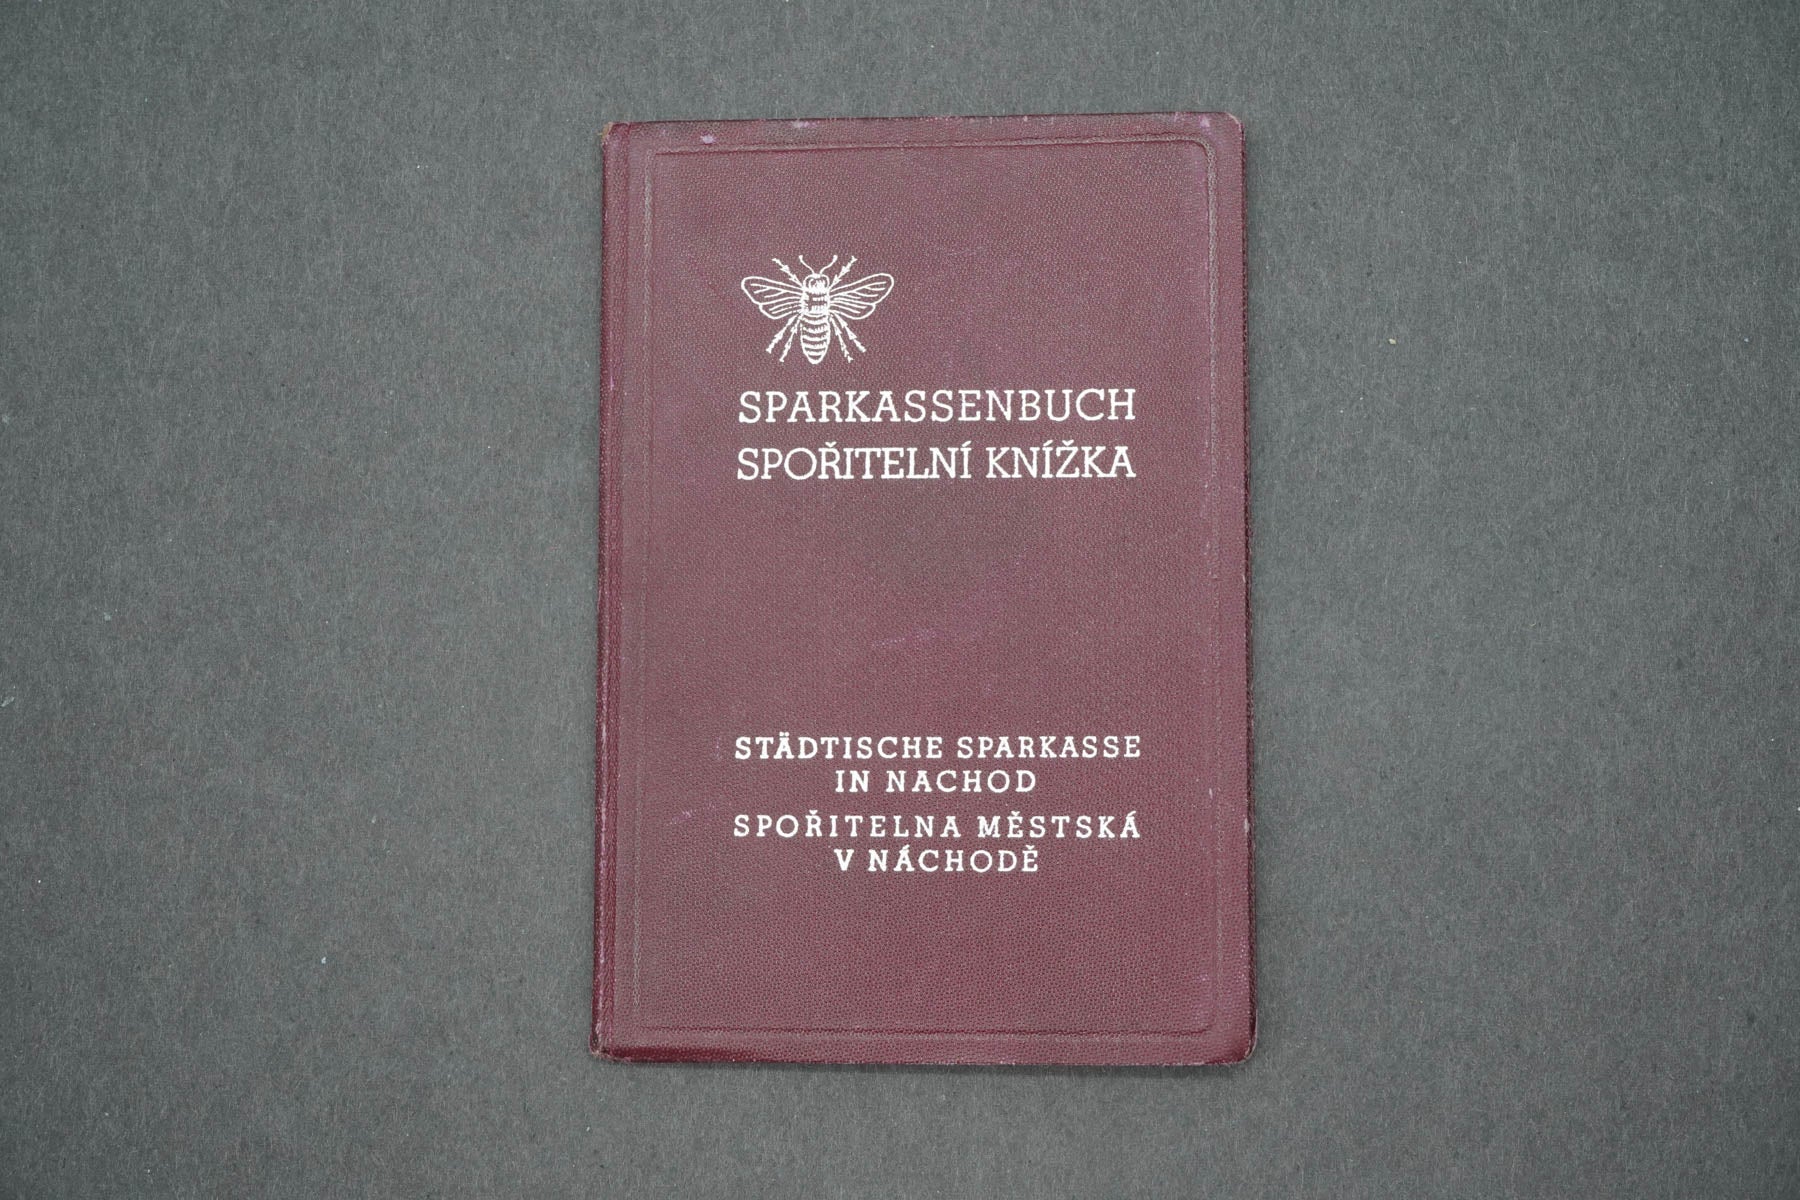 SPARKASSENBUCH
SPOŘITELNÍ KNÍŽKA
STÄDTISCHE SPARKASSE
IN NACHOD
SPOŘITELNA MĚSTSKÁ
V NÁCHODĚ